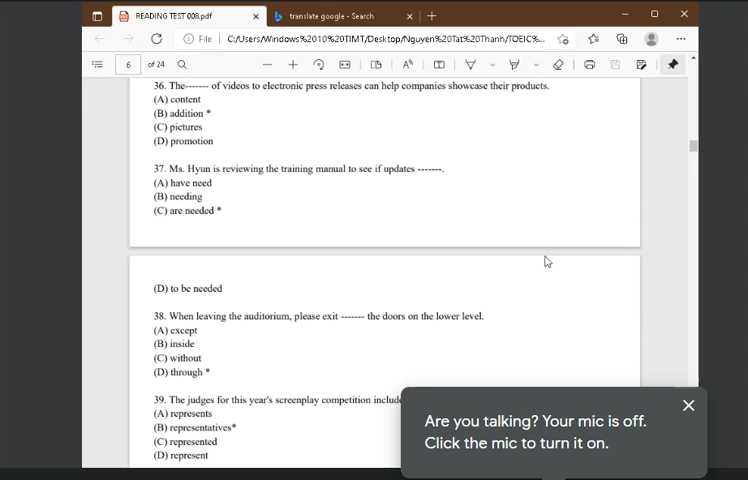 READING TEST 008.pdf
translate google - Search
File
C:/Users/Windows%2010%20TIMT/Desktop/Nguyen%20Tat%20Thanh/TOEIC%...
6 of 24
36. The------- of videos to electronic press releases can help companies showcase their products.
(A) content
(B) addition *
(C) pictures
(D) promotion
37. Ms. Hyun is reviewing the training manual to see if updates -------.
(A) have need
(B) needing
(C) are needed *
(D) to be needed
38. When leaving the auditorium, please exit ------- the doors on the lower level.
(A) except
(B) inside
(C) without
(D) through *
39. The judges for this year's screenplay competition include
(A) represents
(B) representatives*
(C) represented
(D) represent
Are you talking? Your mic is off.
Click the mic to turn it on.